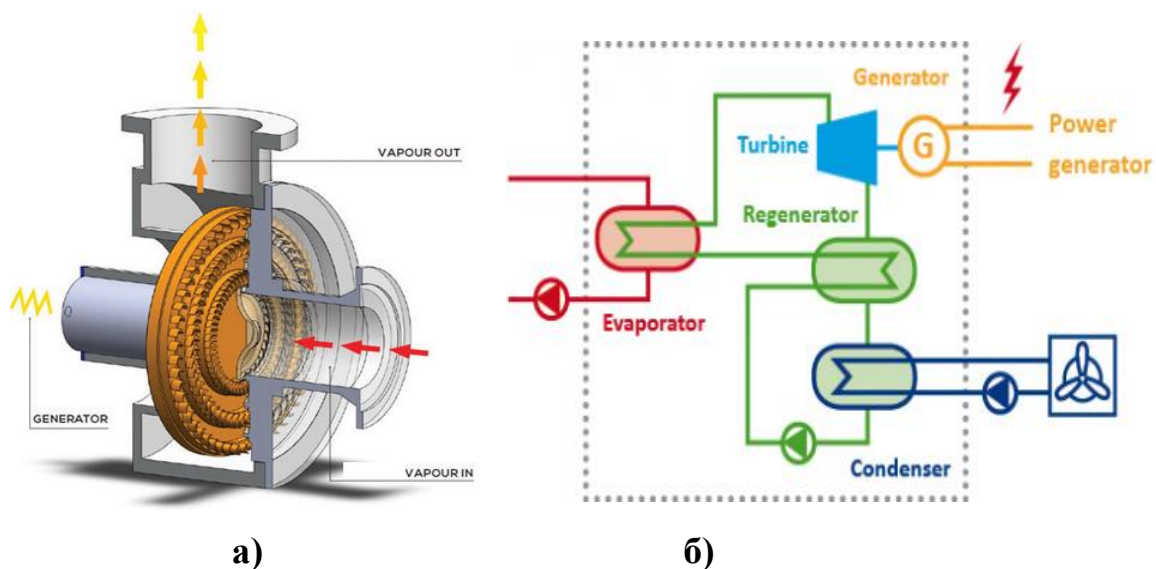 VAPOUR OUT
GENERATOR
VAPOUR IN
Generator
Power
Turbine
G
generator
Regenerator
Evaporator
Condenser
а)
б)